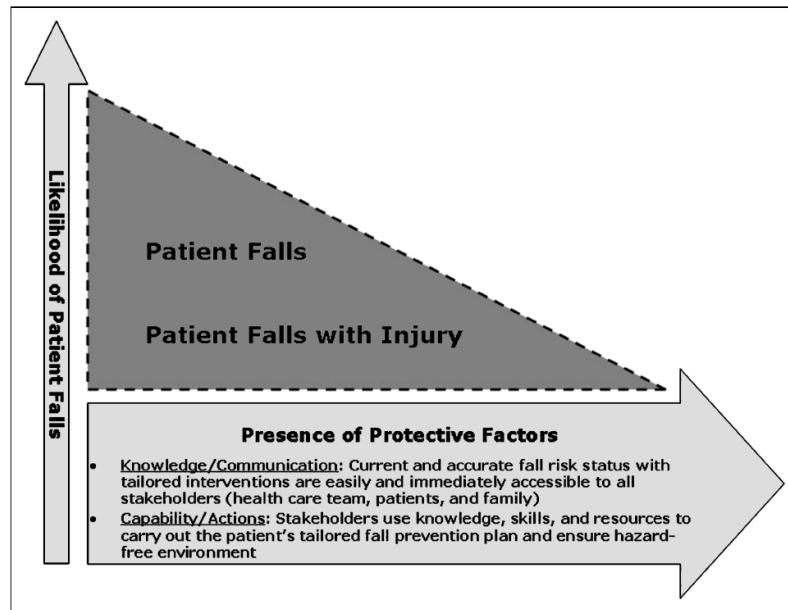 Likelihood of Patient Falls
Patient Falls
Patient Falls with Injury
Presence of Protective Factors
• Knowledge/Communication: Current and accurate fall risk status with
tailored interventions are easily and immediately accessible to all
stakeholders (health care team, patients, and family)
• Capability/Actions: Stakeholders use knowledge, skills, and resources to
carry out the patient's tailored fall prevention plan and ensure hazard-
free environment